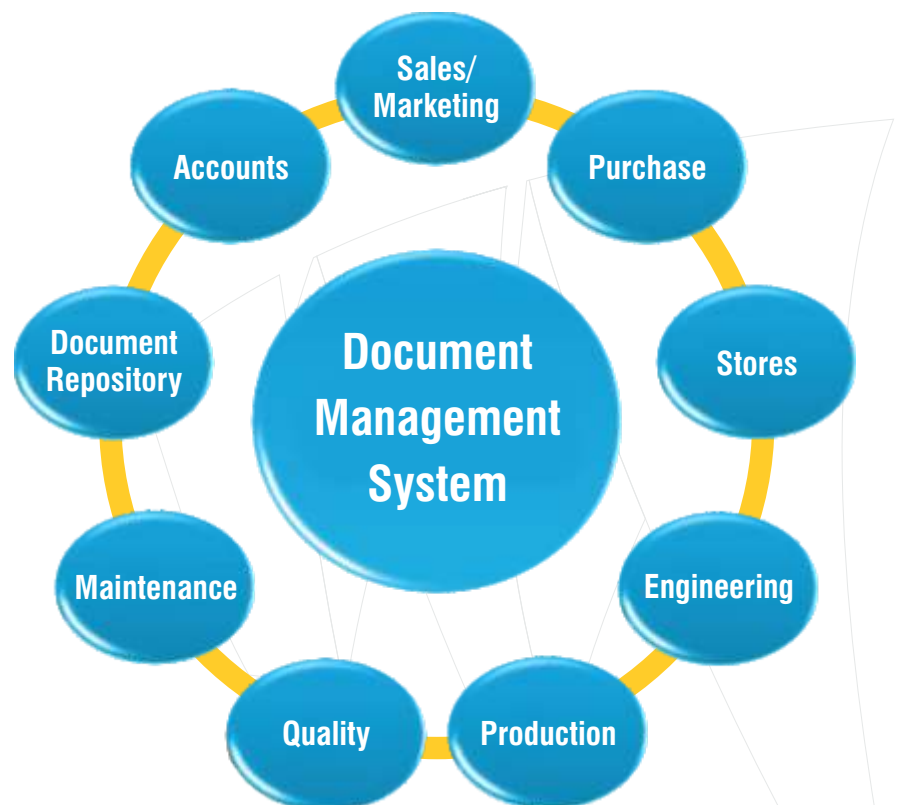 Sales/
Marketing
Accounts
Purchase
Document
Repository
Document
Management
System
Stores
Maintenance
Engineering
Quality
Production